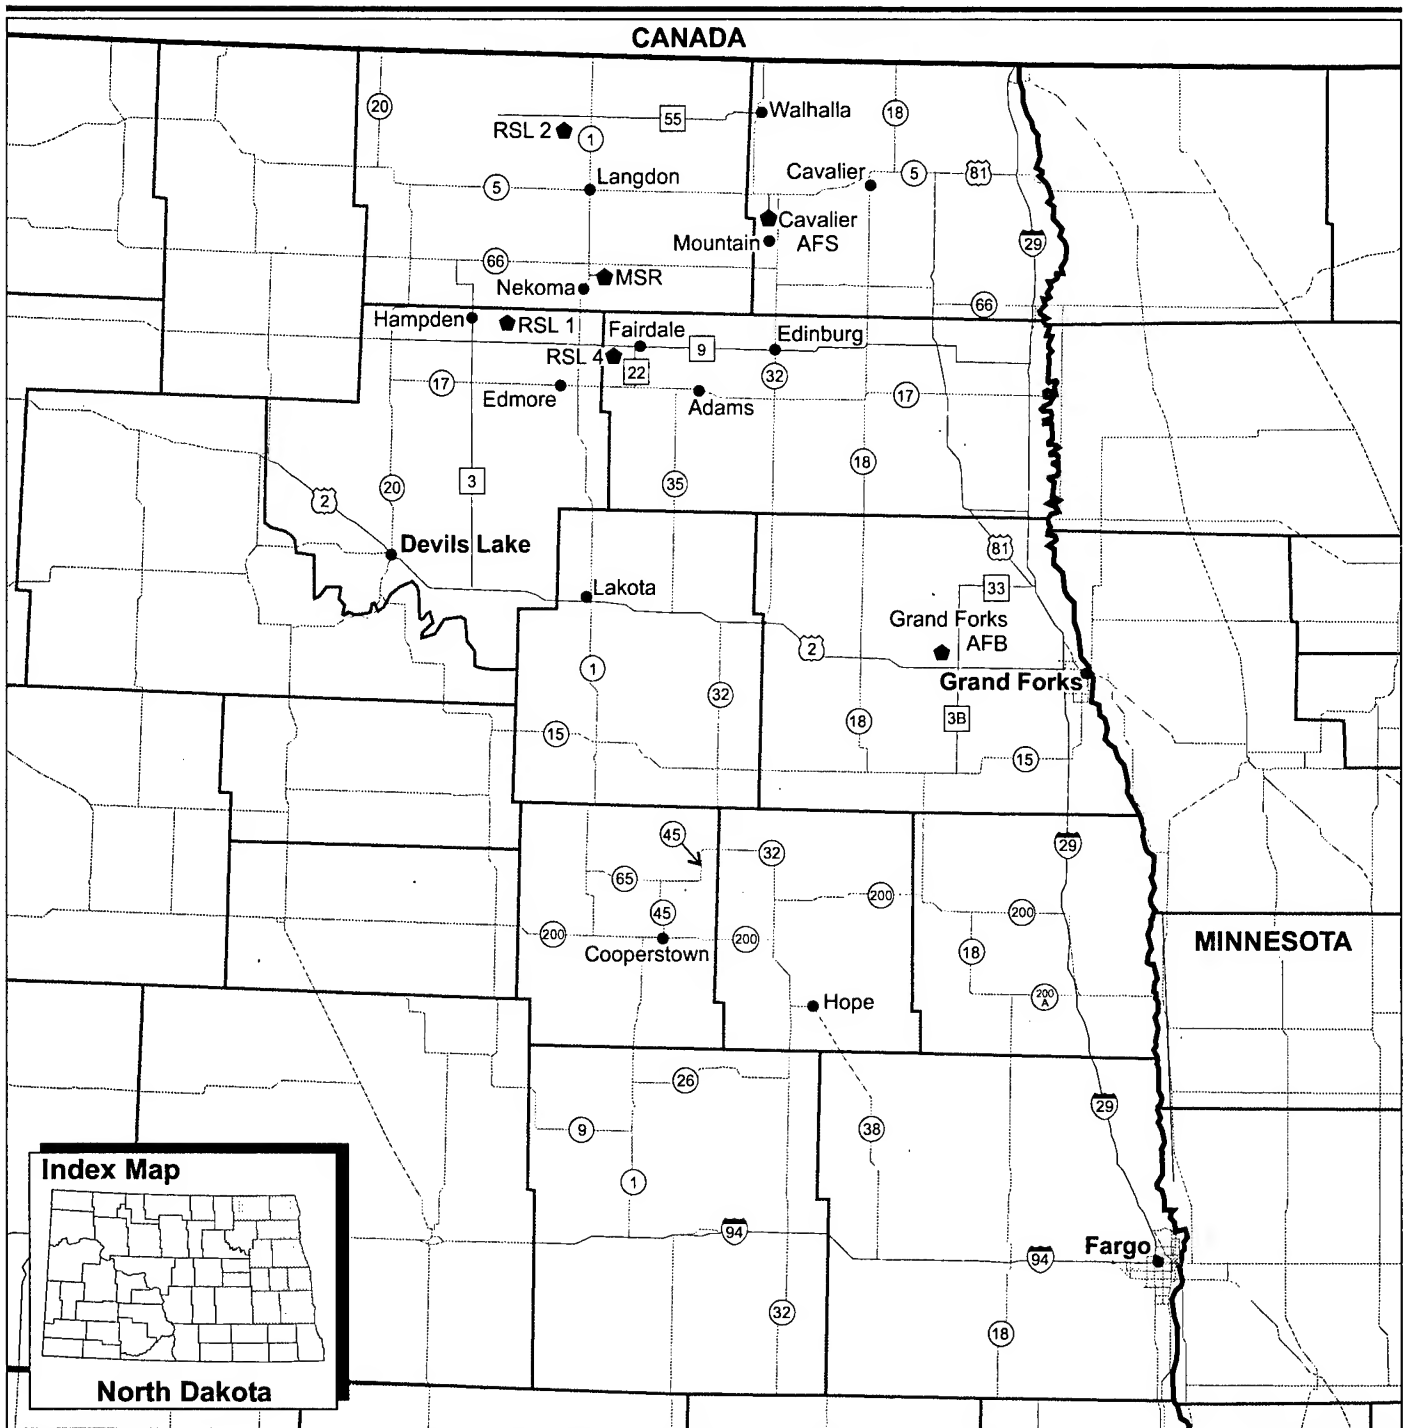 CANADA
20
55
Walhalla
18
RSL 2
1
Langdon
5
Cavalier
5
81
Cavalier
AFS
Mountain
29
66
MSR
Nekoma
66
Hampden
RSL 1
Fairdale
Edinburg
RSL 4
9
22
32
17
Edmore
Adams
17
18
3
20
35
2
Devils Lake
81
Lakota
33
Grand Forks
AFB
2
1
32
Grand Forks
3B
18
15
15
45
32
29
65
200
45
200
200
Cooperstown
200
MINNESOTA
18
200
A
Hope
26
29
9
38
1
94
Fargo
94
32
18
Index Map
North Dakota